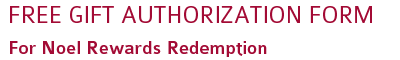 FREE GIFT AUTHORIZATION FORM
For Noel Rewards Redemption